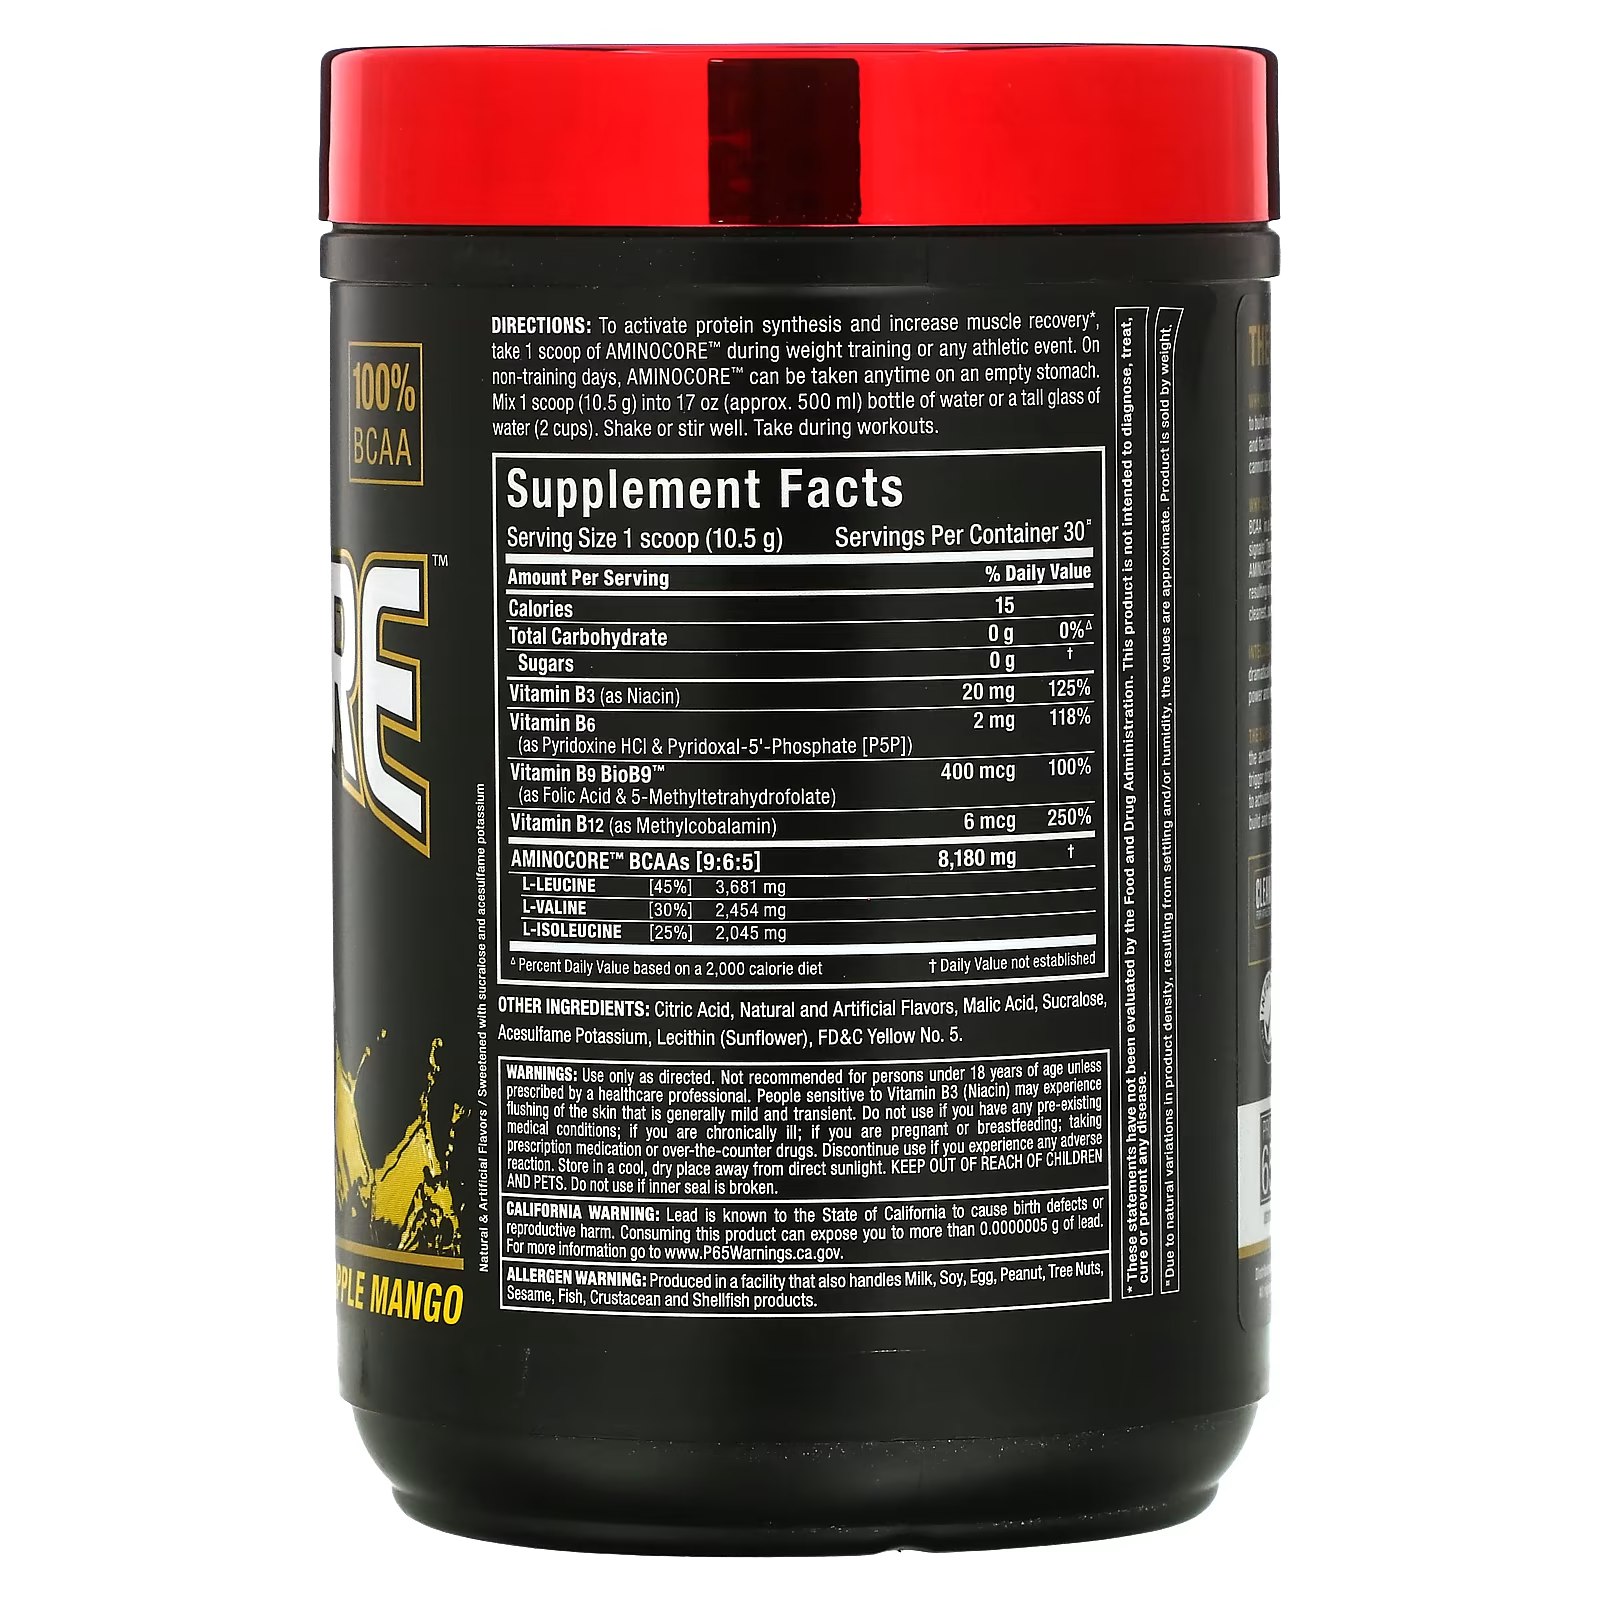 100%
BCAA
RE™
PPLE MANGO
Natural & Artificial Flavors / Sweetened with sucralose and acesulfame potassium
DIRECTIONS: To activate protein synthesis and increase muscle recovery*,
take 1 scoop of AMINOCORE™ during weight training or any athletic event. On
non-training days, AMINOCORE™ can be taken anytime on an empty stomach.
Mix 1 scoop (10.5 g) into 17 oz (approx. 500 ml) bottle of water or a tall glass of
water (2 cups). Shake or stir well. Take during workouts.
Supplement Facts
Serving Size 1 scoop (10.5 g) Servings Per Container 30¤
Amount Per Serving % Daily Value
Calories 15
Total Carbohydrate 0 g 0%Δ
Sugars 0 g †
Vitamin B3 (as Niacin) 20 mg 125%
Vitamin B6 2 mg 118%
(as Pyridoxine HCl & Pyridoxal-5'-Phosphate [P5P])
Vitamin B9 BioB9™ 400 mcg 100%
(as Folic Acid & 5-Methyltetrahydrofolate)
Vitamin B12 (as Methylcobalamin) 6 mcg 250%
AMINOCORE™ BCAAs [9:6:5] 8,180 mg †
L-LEUCINE [45%] 3,681 mg
L-VALINE [30%] 2,454 mg
L-ISOLEUCINE [25%] 2,045 mg
Δ Percent Daily Value based on a 2,000 calorie diet † Daily Value not established
OTHER INGREDIENTS: Citric Acid, Natural and Artificial Flavors, Malic Acid, Sucralose,
Acesulfame Potassium, Lecithin (Sunflower), FD&C Yellow No. 5.
WARNINGS: Use only as directed. Not recommended for persons under 18 years of age unless
prescribed by a healthcare professional. People sensitive to Vitamin B3 (Niacin) may experience
flushing of the skin that is generally mild and transient. Do not use if you have any pre-existing
medical conditions; if you are chronically ill; if you are pregnant or breastfeeding; taking
prescription medication or over-the-counter drugs. Discontinue use if you experience any adverse
reaction. Store in a cool, dry place away from direct sunlight. KEEP OUT OF REACH OF CHILDREN
AND PETS. Do not use if inner seal is broken.
CALIFORNIA WARNING: Lead is known to the State of California to cause birth defects or
reproductive harm. Consuming this product can expose you to more than 0.0000005 g of lead.
For more information go to www.P65Warnings.ca.gov.
ALLERGEN WARNING: Produced in a facility that also handles Milk, Soy, Egg, Peanut, Tree Nuts,
Sesame, Fish, Crustacean and Shellfish products.
* These statements have not been evaluated by the Food and Drug Administration. This product is not intended to diagnose, treat,
cure or prevent any disease.
¤ Due to natural variations in product density, resulting from settling and/or humidity, the values are approximate. Product is sold by weight.